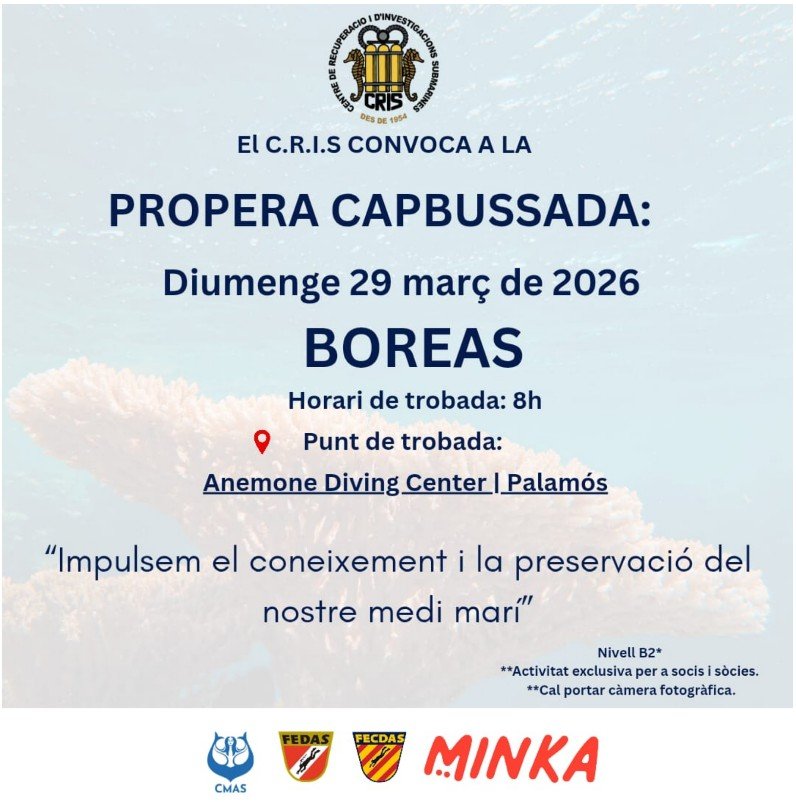 CENTRE DE RECUPERACIO I D'INVESTIGACIONS SUBMARINES
CRIS
DES DE 1954
El C.R.I.S CONVOCA A LA
PROPERA CAPBUSSADA:
Diumenge 29 març de 2026
BOREAS
Horari de trobada: 8h
Punt de trobada:
Anemone Diving Center | Palamós
“Impulsem el coneixement i la preservació del
nostre medi marí”
Nivell B2*
**Activitat exclusiva per a socis i sòcies.
**Cal portar càmera fotogràfica.
CMAS
FEDAS
FECDAS
MINKA